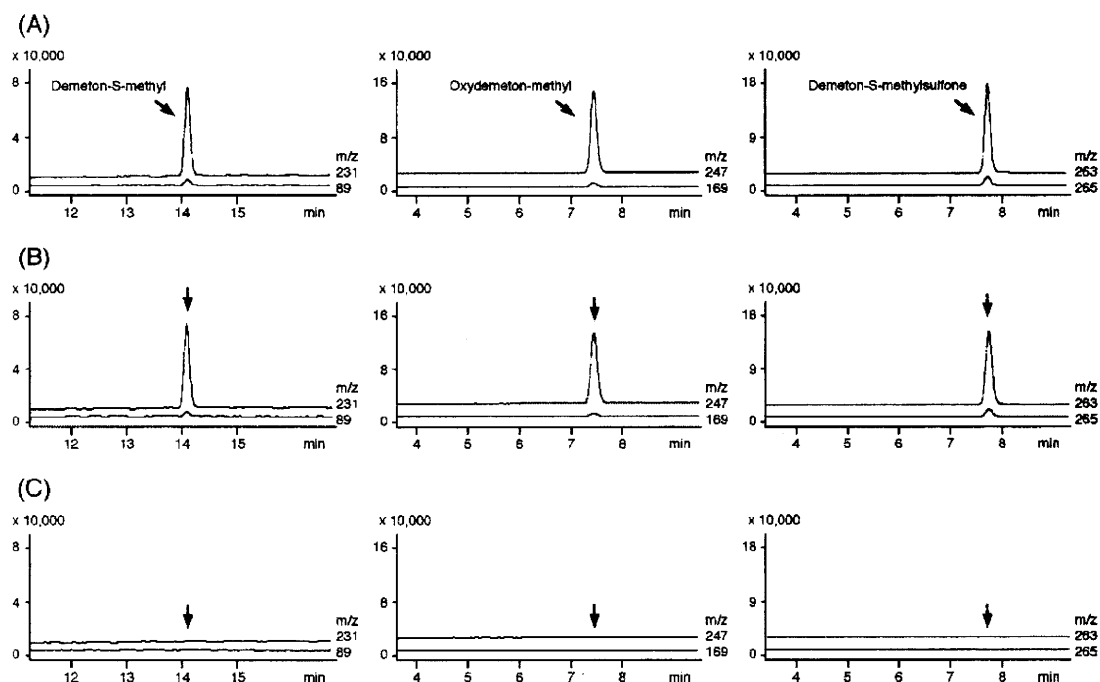 (A)
x 10,000 x 10,000 x 10,000
8 16 18
Demeton-S-methyl Oxydemeton-methyl Demeton-S-methylsulfone
4 8 9
m/z m/z m/z
231 247 263
0 89 0 169 0 265
12 13 14 15 min 4 5 6 7 8 min 4 5 6 7 8 min
(B)
x 10,000 x 10,000 x 10,000
8 16 18
4 8 9
m/z m/z m/z
231 247 263
0 89 0 169 0 265
12 13 14 15 min 4 5 6 7 8 min 4 5 6 7 8 min
(C)
x 10,000 x 10,000 x 10,000
8 16 18
4 8 9
m/z m/z m/z
231 247 263
0 89 0 169 0 265
12 13 14 15 min 4 5 6 7 8 min 4 5 6 7 8 min